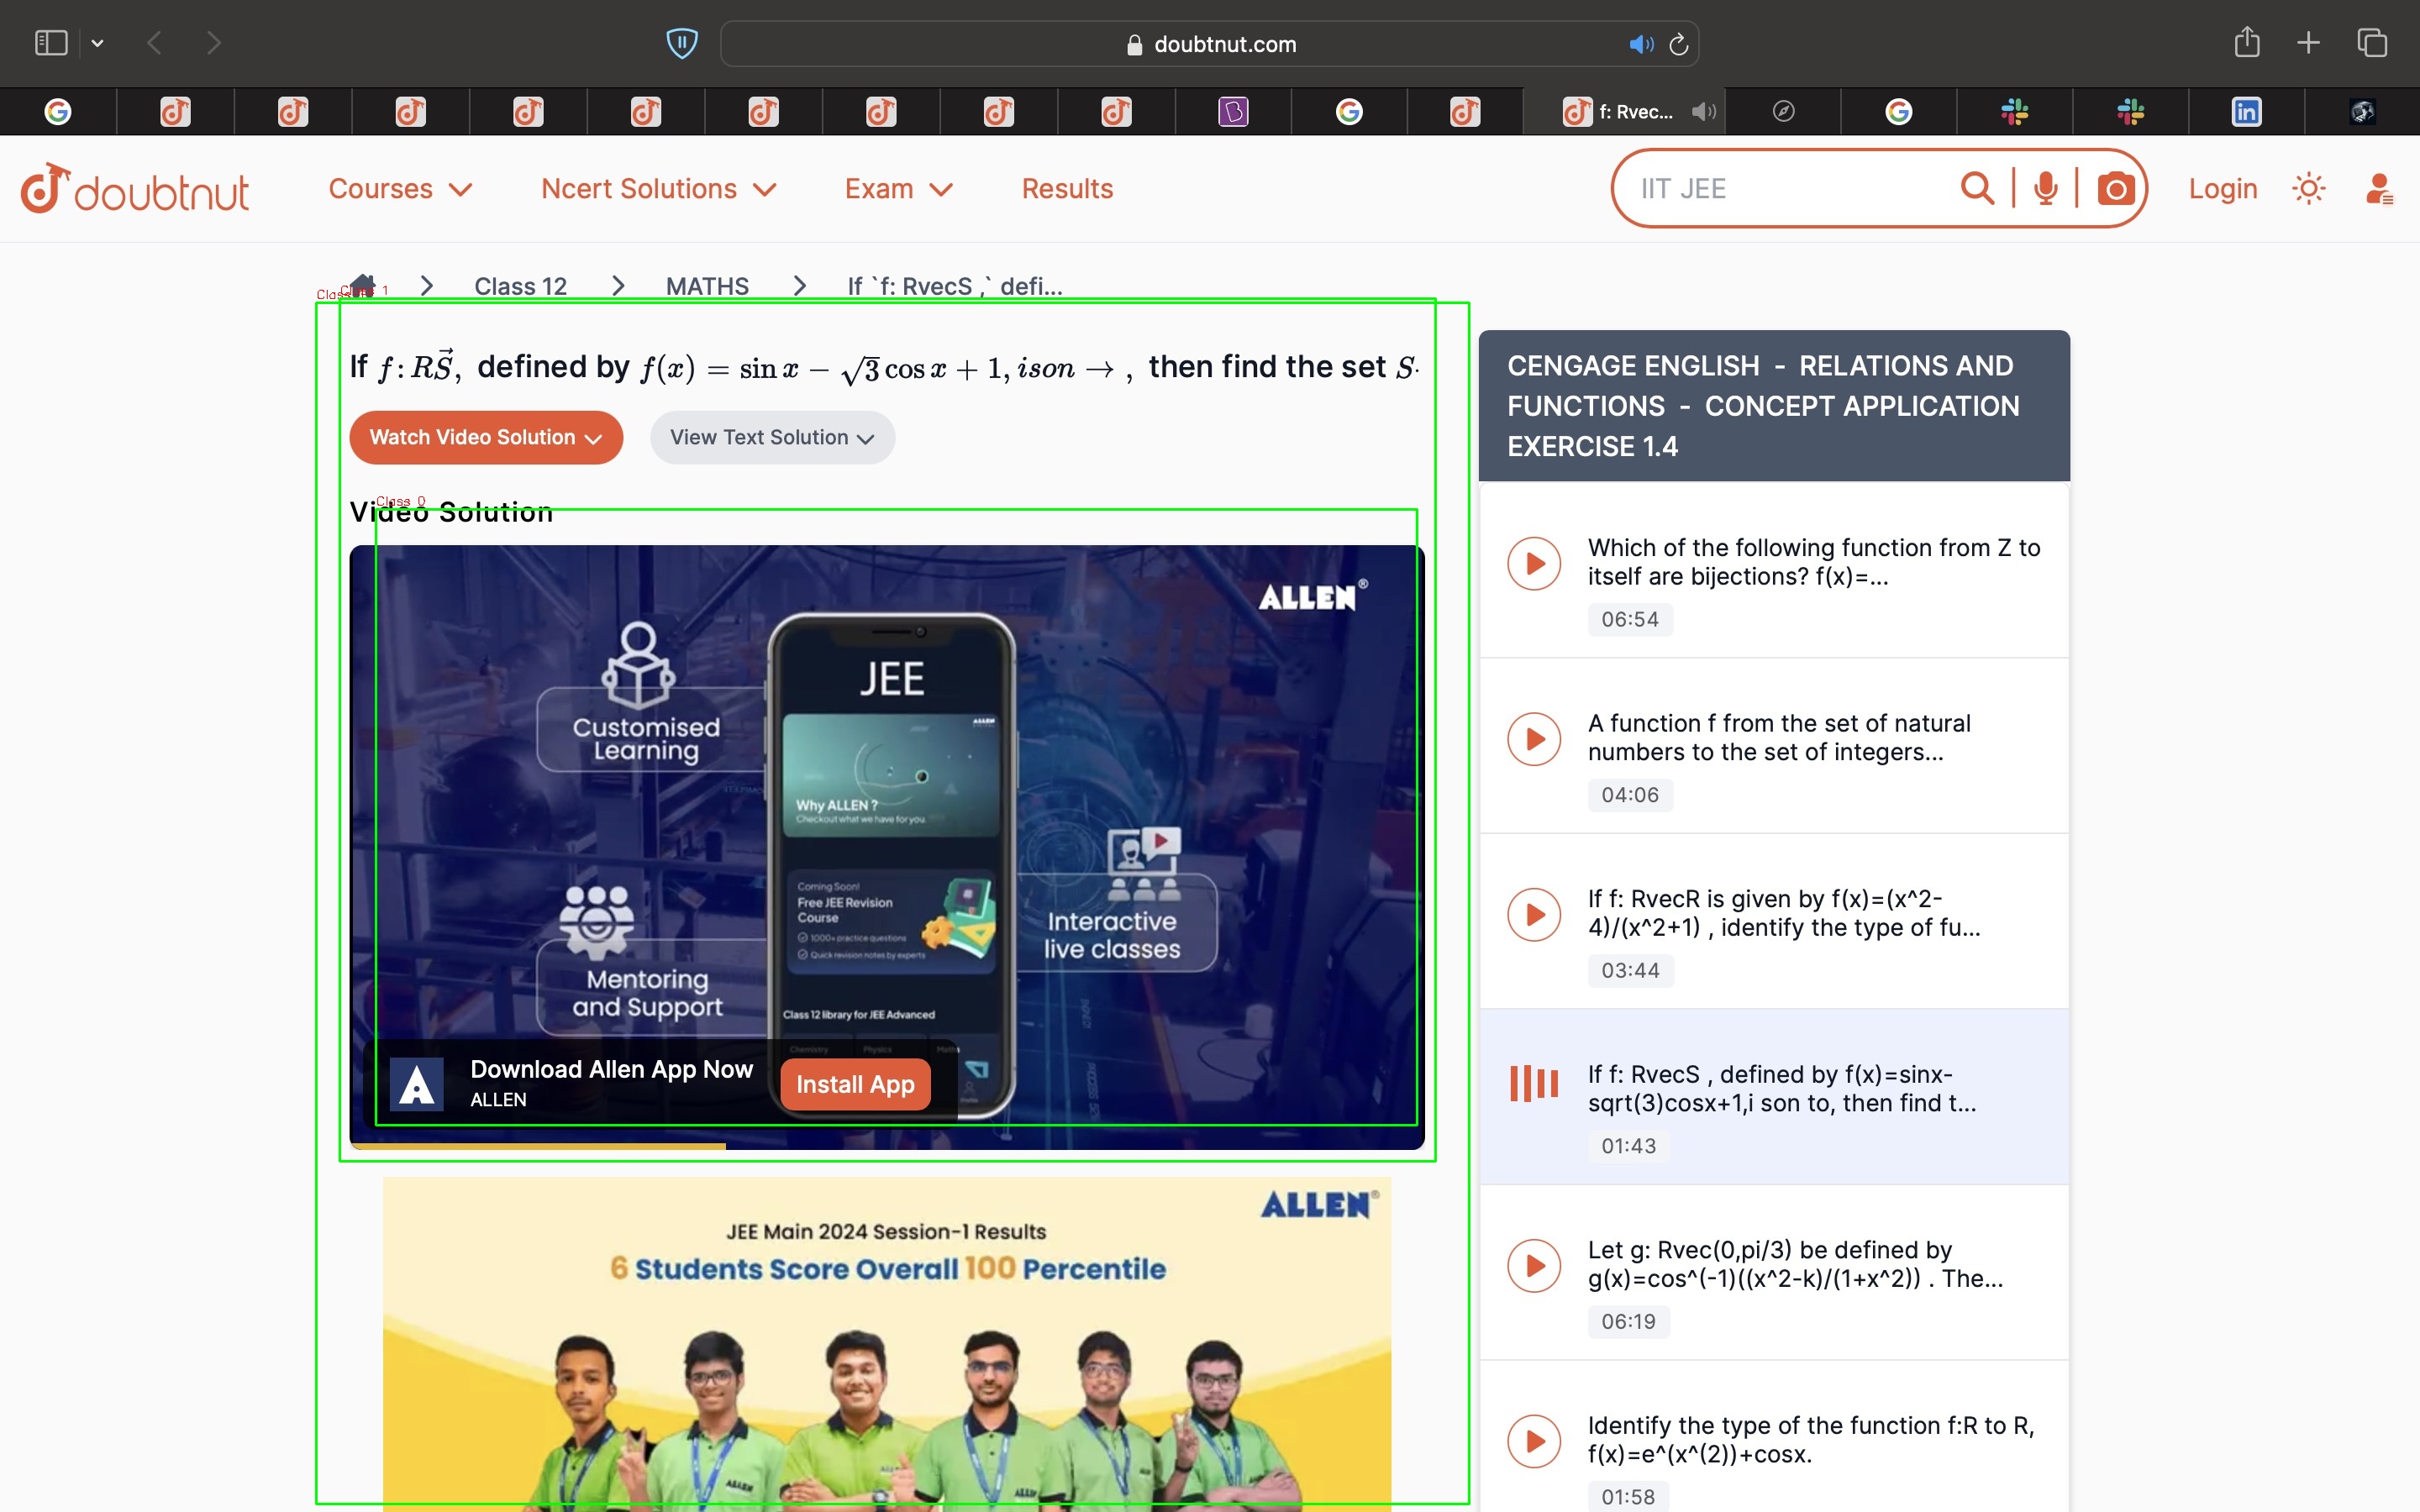 doubtnut.com
f: Rvec...
doubtnut
Courses
Ncert Solutions
Exam
Results
IIT JEE
Login
Class 12
MATHS
If `f: RvecS ,` defi...
Class 1
If f: RS⃗, defined by f(x) = sin x − √3 cos x + 1, ison → , then find the set S.
Watch Video Solution
View Text Solution
Class 0
Video Solution
ALLEN®
JEE
Customised
Learning
ALLEN
Why ALLEN ?
Checkout what we have for you.
Coming Soon!
Free JEE Revision
Course
1000+ practice questions
Quick revision notes by experts
Interactive
live classes
Mentoring
and Support
Class 12 library for JEE Advanced
Chemistry
Physics
Maths
Download Allen App Now
ALLEN
Install App
ALLEN®
JEE Main 2024 Session-1 Results
6 Students Score Overall 100 Percentile
ALLEN
ALLEN
CENGAGE ENGLISH - RELATIONS AND
FUNCTIONS - CONCEPT APPLICATION
EXERCISE 1.4
Which of the following function from Z to
itself are bijections? f(x)=...
06:54
A function f from the set of natural
numbers to the set of integers...
04:06
If f: RvecR is given by f(x)=(x^2-
4)/(x^2+1) , identify the type of fu...
03:44
If f: RvecS , defined by f(x)=sinx-
sqrt(3)cosx+1,i son to, then find t...
01:43
Let g: Rvec(0,pi/3) be defined by
g(x)=cos^(-1)((x^2-k)/(1+x^2)) . The...
06:19
Identify the type of the function f:R to R,
f(x)=e^(x^(2))+cosx.
01:58